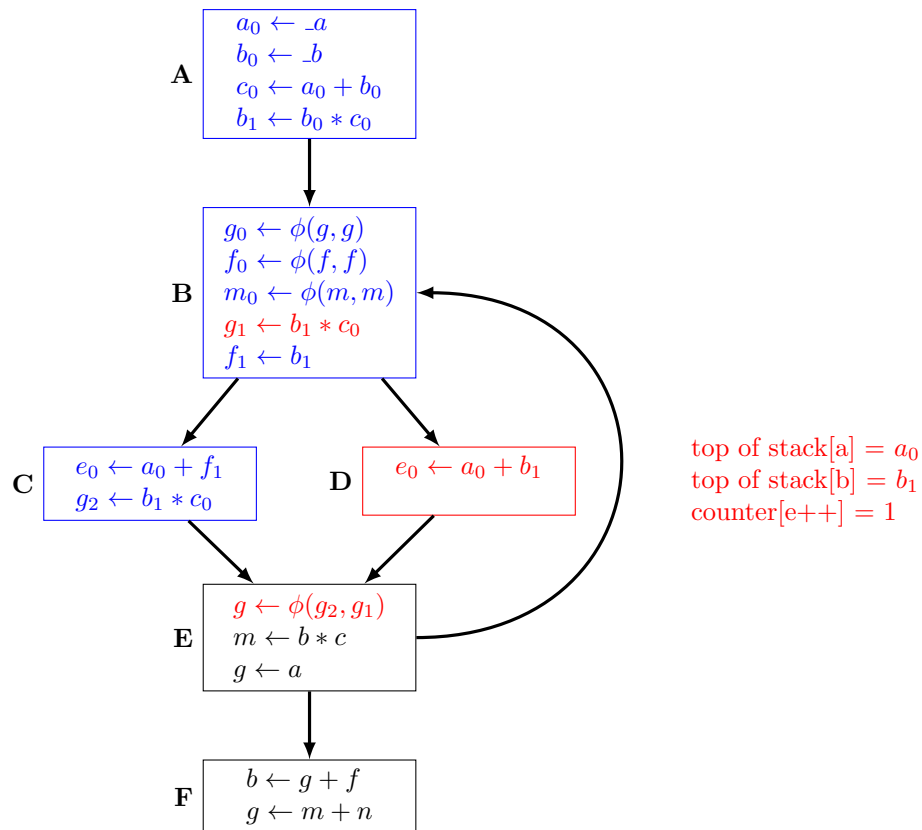 A
a₀ ← _a
b₀ ← _b
c₀ ← a₀ + b₀
b₁ ← b₀ * c₀
B
g₀ ← ϕ(g, g)
f₀ ← ϕ(f, f)
m₀ ← ϕ(m, m)
g₁ ← b₁ * c₀
f₁ ← b₁
C
e₀ ← a₀ + f₁
g₂ ← b₁ * c₀
D
e₀ ← a₀ + b₁
top of stack[a] = a₀
top of stack[b] = b₁
counter[e++] = 1
E
g ← ϕ(g₂, g₁)
m ← b * c
g ← a
F
b ← g + f
g ← m + n